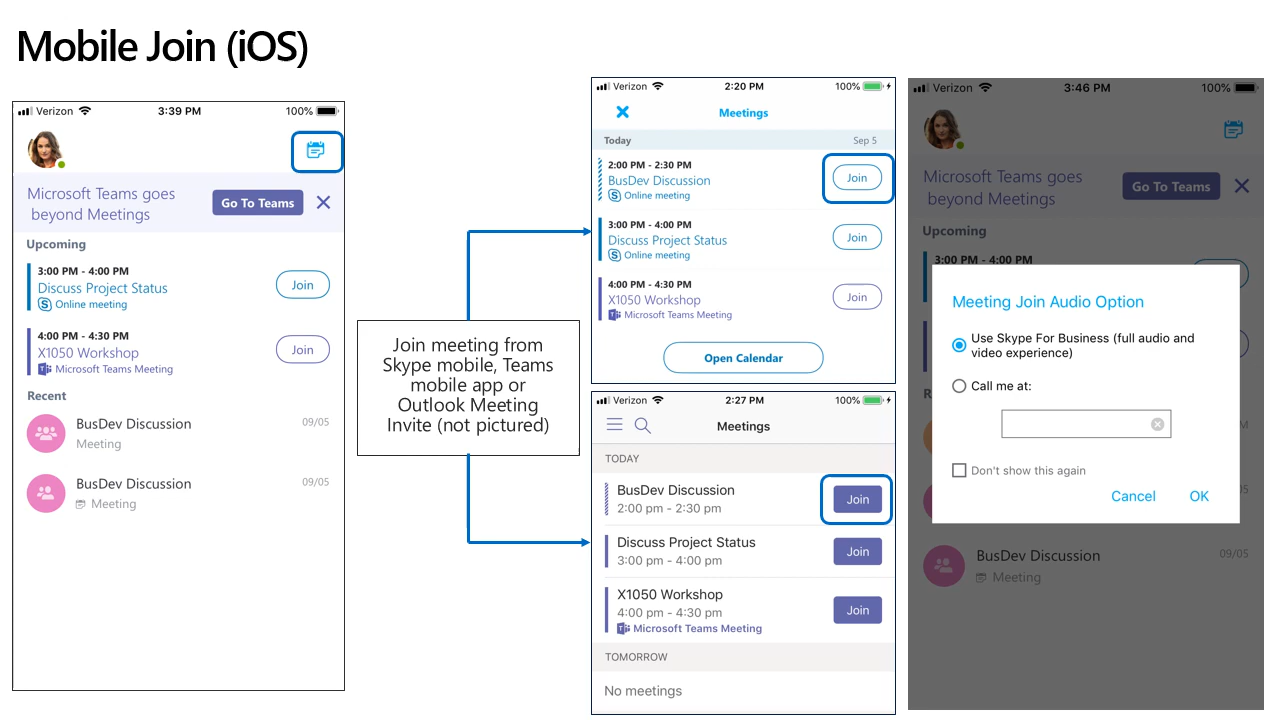 Mobile Join (iOS)
Verizon 3:39 PM 100%
Microsoft Teams goes
beyond Meetings
Go To Teams
Upcoming
3:00 PM - 4:00 PM
Discuss Project Status
Online meeting
Join
4:00 PM - 4:30 PM
X1050 Workshop
Microsoft Teams Meeting
Join
Recent
BusDev Discussion 09/05
Meeting
BusDev Discussion 09/05
Meeting
Join meeting from
Skype mobile, Teams
mobile app or
Outlook Meeting
Invite (not pictured)
Verizon 2:20 PM 100%
Meetings
Today Sep 5
2:00 PM - 2:30 PM
BusDev Discussion
Online meeting
Join
3:00 PM - 4:00 PM
Discuss Project Status
Online meeting
Join
4:00 PM - 4:30 PM
X1050 Workshop
Microsoft Teams Meeting
Join
Open Calendar
Verizon 2:27 PM 100%
Meetings
TODAY
BusDev Discussion
2:00 pm - 2:30 pm
Join
Discuss Project Status
3:00 pm - 4:00 pm
Join
X1050 Workshop
4:00 pm - 4:30 pm
Microsoft Teams Meeting
Join
TOMORROW
No meetings
Verizon 3:46 PM 100%
Microsoft Teams goes
beyond Meetings
Go To Teams
Upcoming
3:00 PM - 4:00 PM
Meeting Join Audio Option
Use Skype For Business (full audio and
video experience)
Call me at:
Don't show this again
Cancel OK
BusDev Discussion 09/05
Meeting